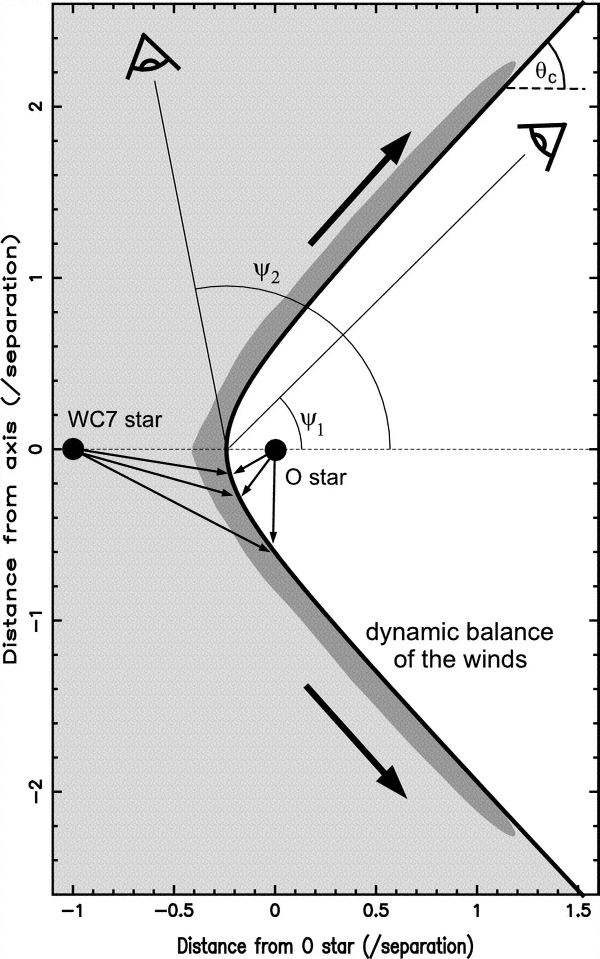 θc
2
ψ2
1
WC7 star
ψ1
0
O star
dynamic balance
of the winds
−1
−2
Distance from axis (/separation)
−1 −0.5 0 0.5 1 1.5
Distance from O star (/separation)